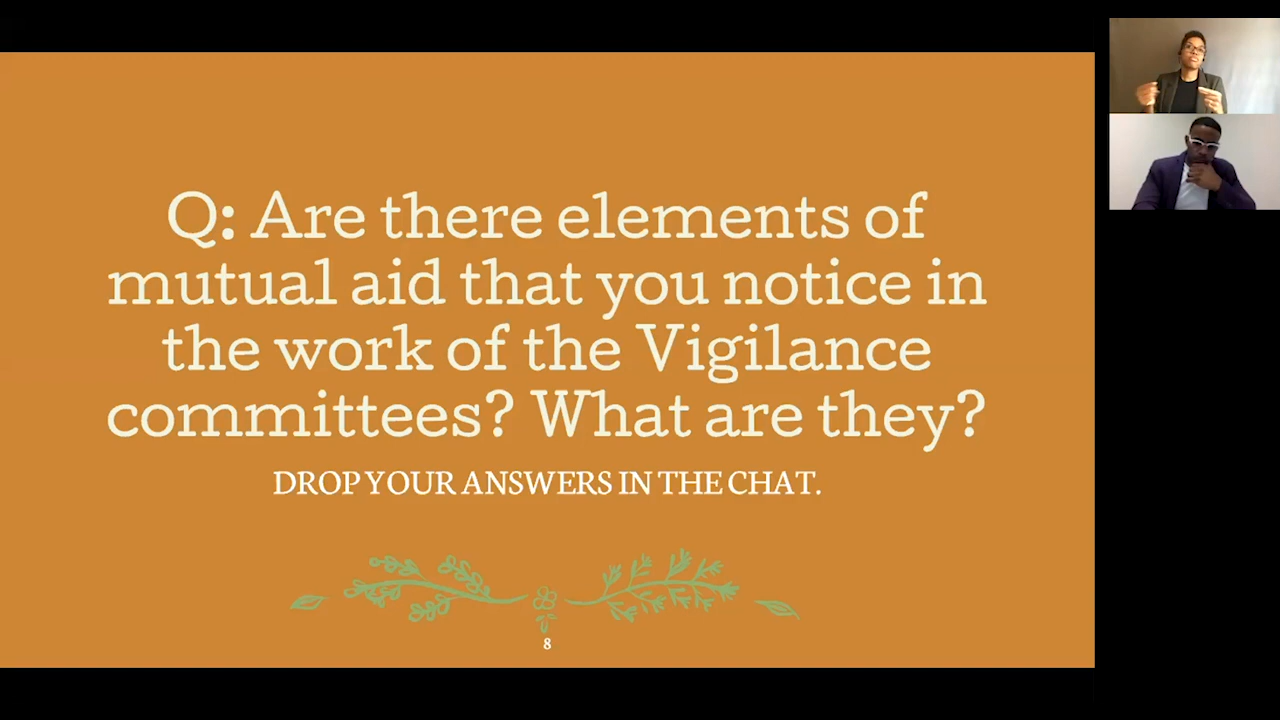 Q: Are there elements of
mutual aid that you notice in
the work of the Vigilance
committees? What are they?
DROP YOUR ANSWERS IN THE CHAT.
8